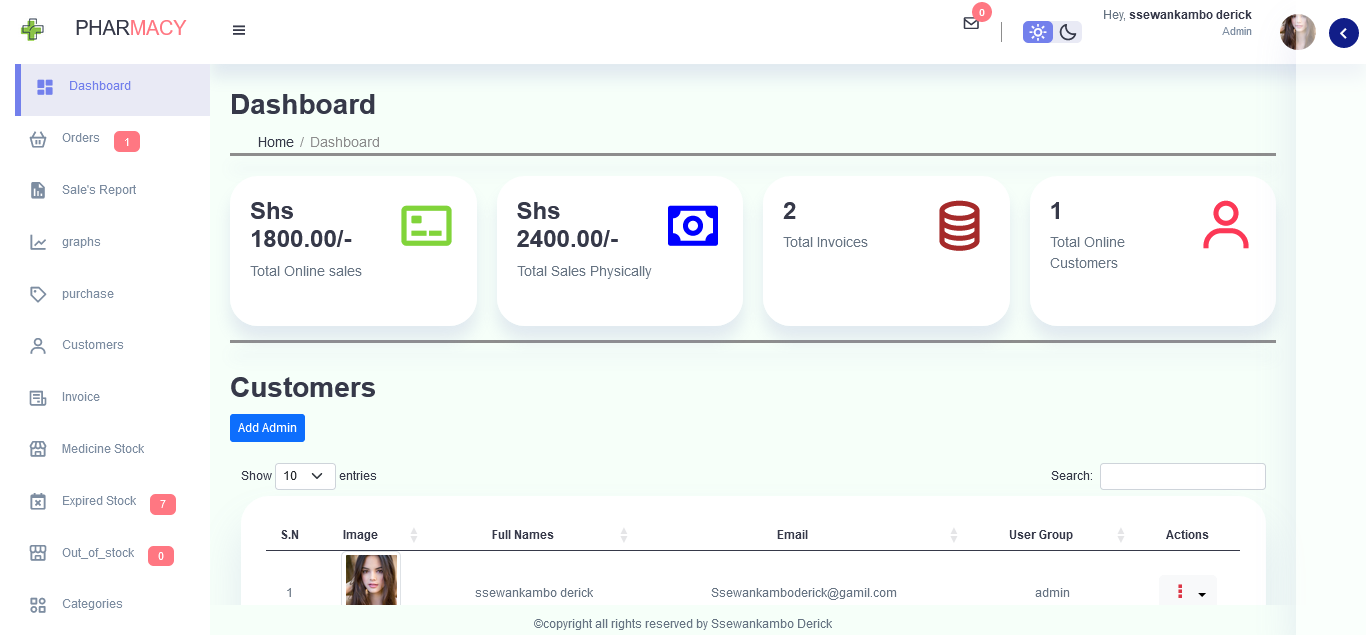 PHARMACY
0
Hey, ssewankambo derick
Admin
Dashboard
Orders 1
Sale's Report
graphs
purchase
Customers
Invoice
Medicine Stock
Expired Stock 7
Out_of_stock 0
Categories
Dashboard
Home / Dashboard
Shs
1800.00/-
Total Online sales
Shs
2400.00/-
Total Sales Physically
2
Total Invoices
1
Total Online
Customers
Customers
Add Admin
Show 10 entries
Search:
S.N Image Full Names Email User Group Actions
1 ssewankambo derick Ssewankamboderick@gamil.com admin
©copyright all rights reserved by Ssewankambo Derick